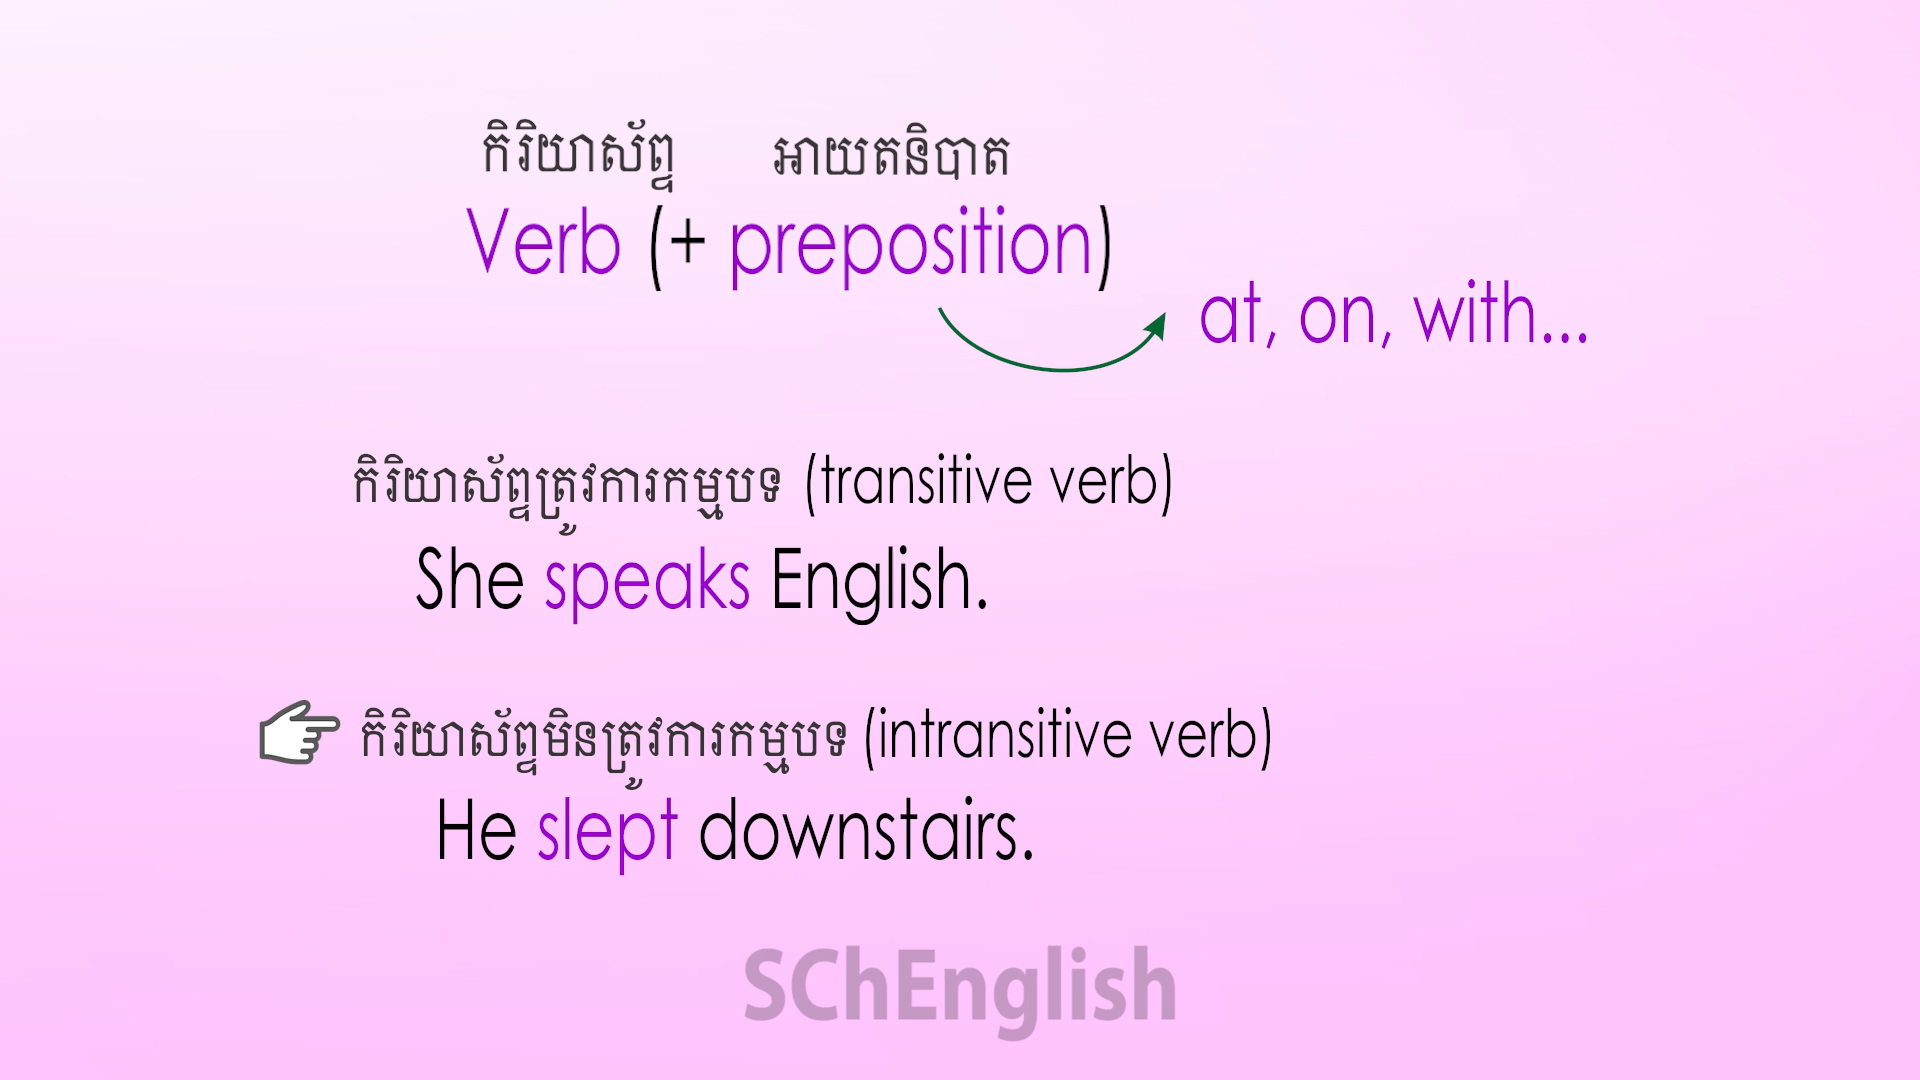 កិរិយាស័ព្ទ អាយតនិបាត
Verb (+ preposition)
at, on, with...
កិរិយាស័ព្ទត្រូវការកម្មបទ (transitive verb)
She speaks English.
កិរិយាស័ព្ទមិនត្រូវការកម្មបទ (intransitive verb)
He slept downstairs.
SChEnglish